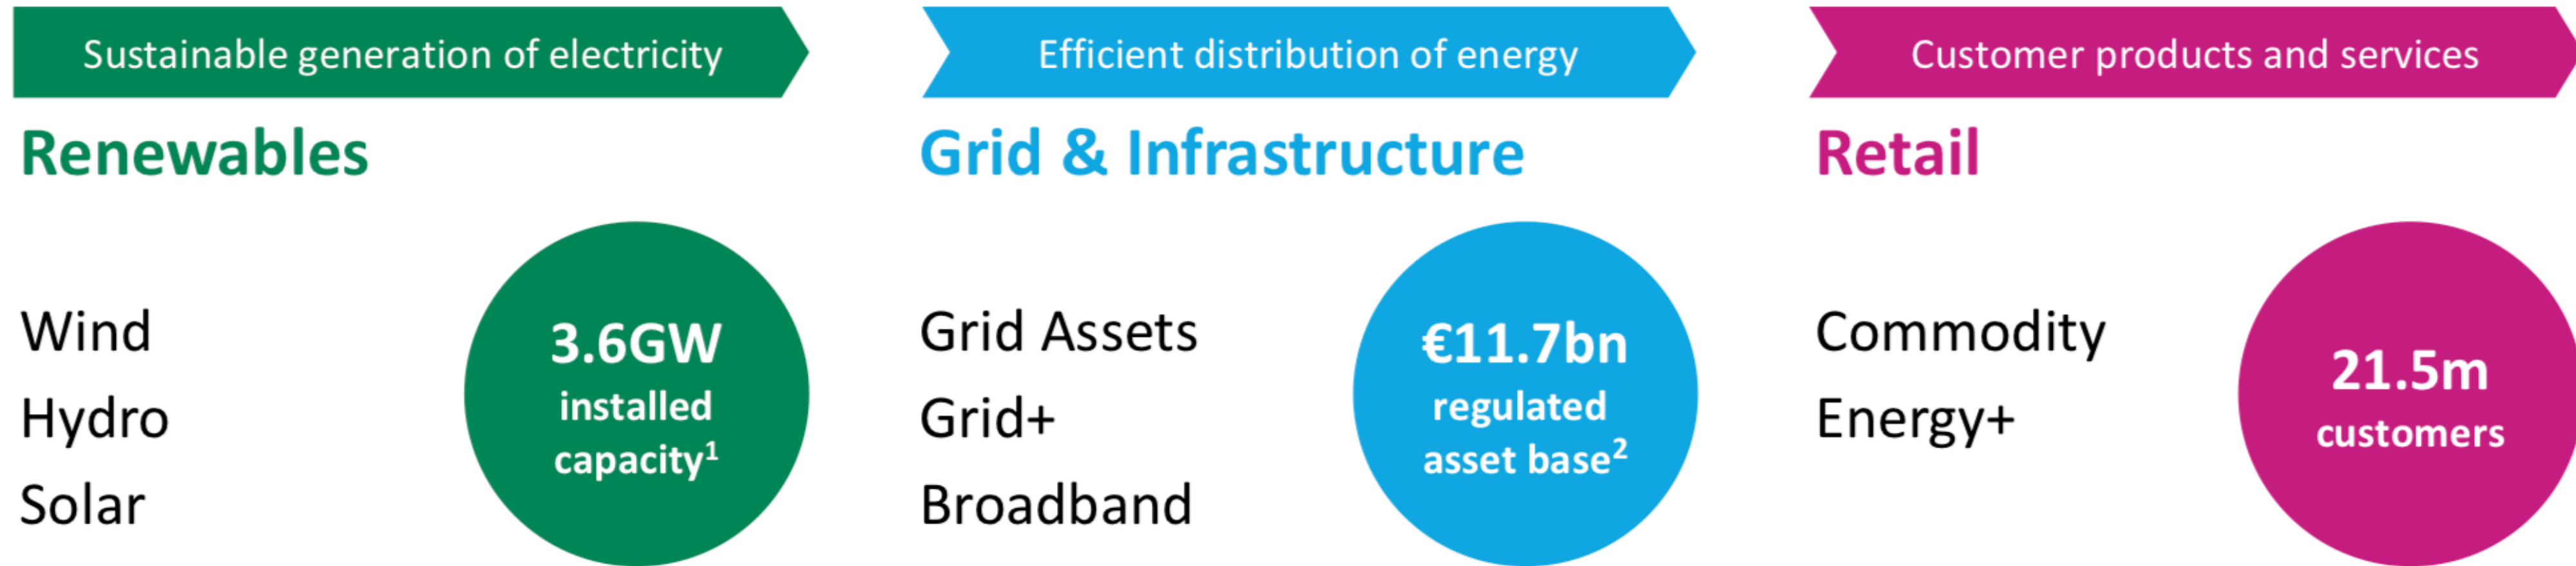 Sustainable generation of electricity
Renewables
Wind
Hydro
Solar
3.6GW
installed
capacity¹
Efficient distribution of energy
Grid & Infrastructure
Grid Assets
Grid+
Broadband
€11.7bn
regulated
asset base²
Customer products and services
Retail
Commodity
Energy+
21.5m
customers